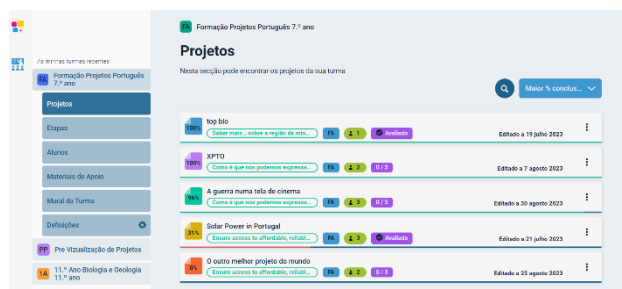 FA Formação Projetos Português 7.º ano
Projetos
Nesta secção pode encontrar os projetos da sua turma
As minhas turmas recentes
FA Formação Projetos Português 7.º ano
Projetos
Etapas
Alunos
Materiais de Apoio
Mural da Turma
Definições
PP Pre Vizualização de Projetos
1A 11.º Ano Biologia e Geologia 11.º ano
Maior % conclus...
100% top bio
Saber mais... sobre a região da min... FA 1 Avaliado
Editado a 19 julho 2023
100% XPTO
Como é que nos podemos expressa... FA 2 0 / 3
Editado a 7 agosto 2023
96% A guerra numa tela de cinema
Como é que nos podemos expressa... FA 3 0 / 3
Editado a 30 agosto 2023
31% Solar Power in Portugal
Ensure access to affordable, reliabl... FA 3 Avaliado
Editado a 21 julho 2023
0% O outro melhor projeto do mundo
Ensure access to affordable, reliabl... FA 2 0 / 3
Editado a 25 agosto 2023